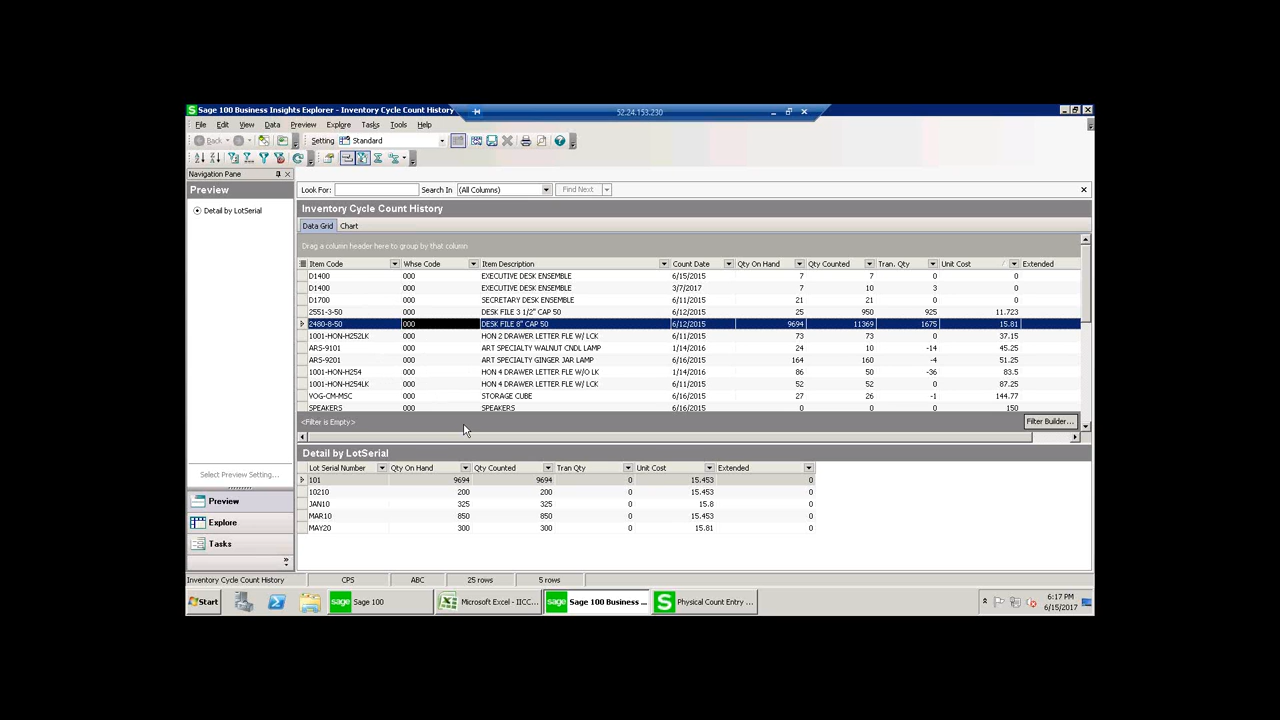 Sage 100 Business Insights Explorer - Inventory Cycle Count History
52.24.153.230
File Edit View Data Preview Explore Tasks Tools Help
Back Setting Standard
Navigation Pane
Preview
Look For: Search In (All Columns) Find Next
Detail by LotSerial
Inventory Cycle Count History
Data Grid Chart
Drag a column header here to group by that column
Item Code Whse Code Item Description Count Date Qty On Hand Qty Counted Tran. Qty Unit Cost Extended
D1400 000 EXECUTIVE DESK ENSEMBLE 6/15/2015 7 7 0 0
D1400 000 EXECUTIVE DESK ENSEMBLE 3/7/2017 7 10 3 0
D1700 000 SECRETARY DESK ENSEMBLE 6/11/2015 21 21 0 0
2551-3-50 000 DESK FILE 3 1/2" CAP 50 6/12/2015 25 950 925 11.723
2480-8-50 000 DESK FILE 8" CAP 50 6/12/2015 9694 11369 1675 15.81
1001-HON-H252LK 000 HON 2 DRAWER LETTER FLE W/ LCK 6/11/2015 73 73 0 37.15
ARS-9101 000 ART SPECIALTY WALNUT CNDL LAMP 1/14/2016 24 10 -14 45.25
ARS-9201 000 ART SPECIALTY GINGER JAR LAMP 6/16/2015 164 160 -4 51.25
1001-HON-H254 000 HON 4 DRAWER LETTER FLE W/O LK 1/14/2016 86 50 -36 83.5
1001-HON-H254LK 000 HON 4 DRAWER LETTER FLE W/ LCK 6/11/2015 52 52 0 87.25
VOG-CM-MSC 000 STORAGE CUBE 6/16/2015 27 26 -1 144.77
SPEAKERS 000 SPEAKERS 6/16/2015 0 0 0 150
<Filter is Empty> Filter Builder...
Detail by LotSerial
Lot Serial Number Qty On Hand Qty Counted Tran Qty Unit Cost Extended
101 9694 9694 0 15.453 0
10210 200 200 0 15.453 0
JAN10 325 325 0 15.8 0
MAR10 850 850 0 15.453 0
MAY20 300 300 0 15.81 0
Select Preview Setting...
Preview
Explore
Tasks
Inventory Cycle Count History CPS ABC 25 rows 5 rows
Start sage Sage 100 Microsoft Excel - IICC... sage Sage 100 Business ... Physical Count Entry ... 6:17 PM
6/15/2017